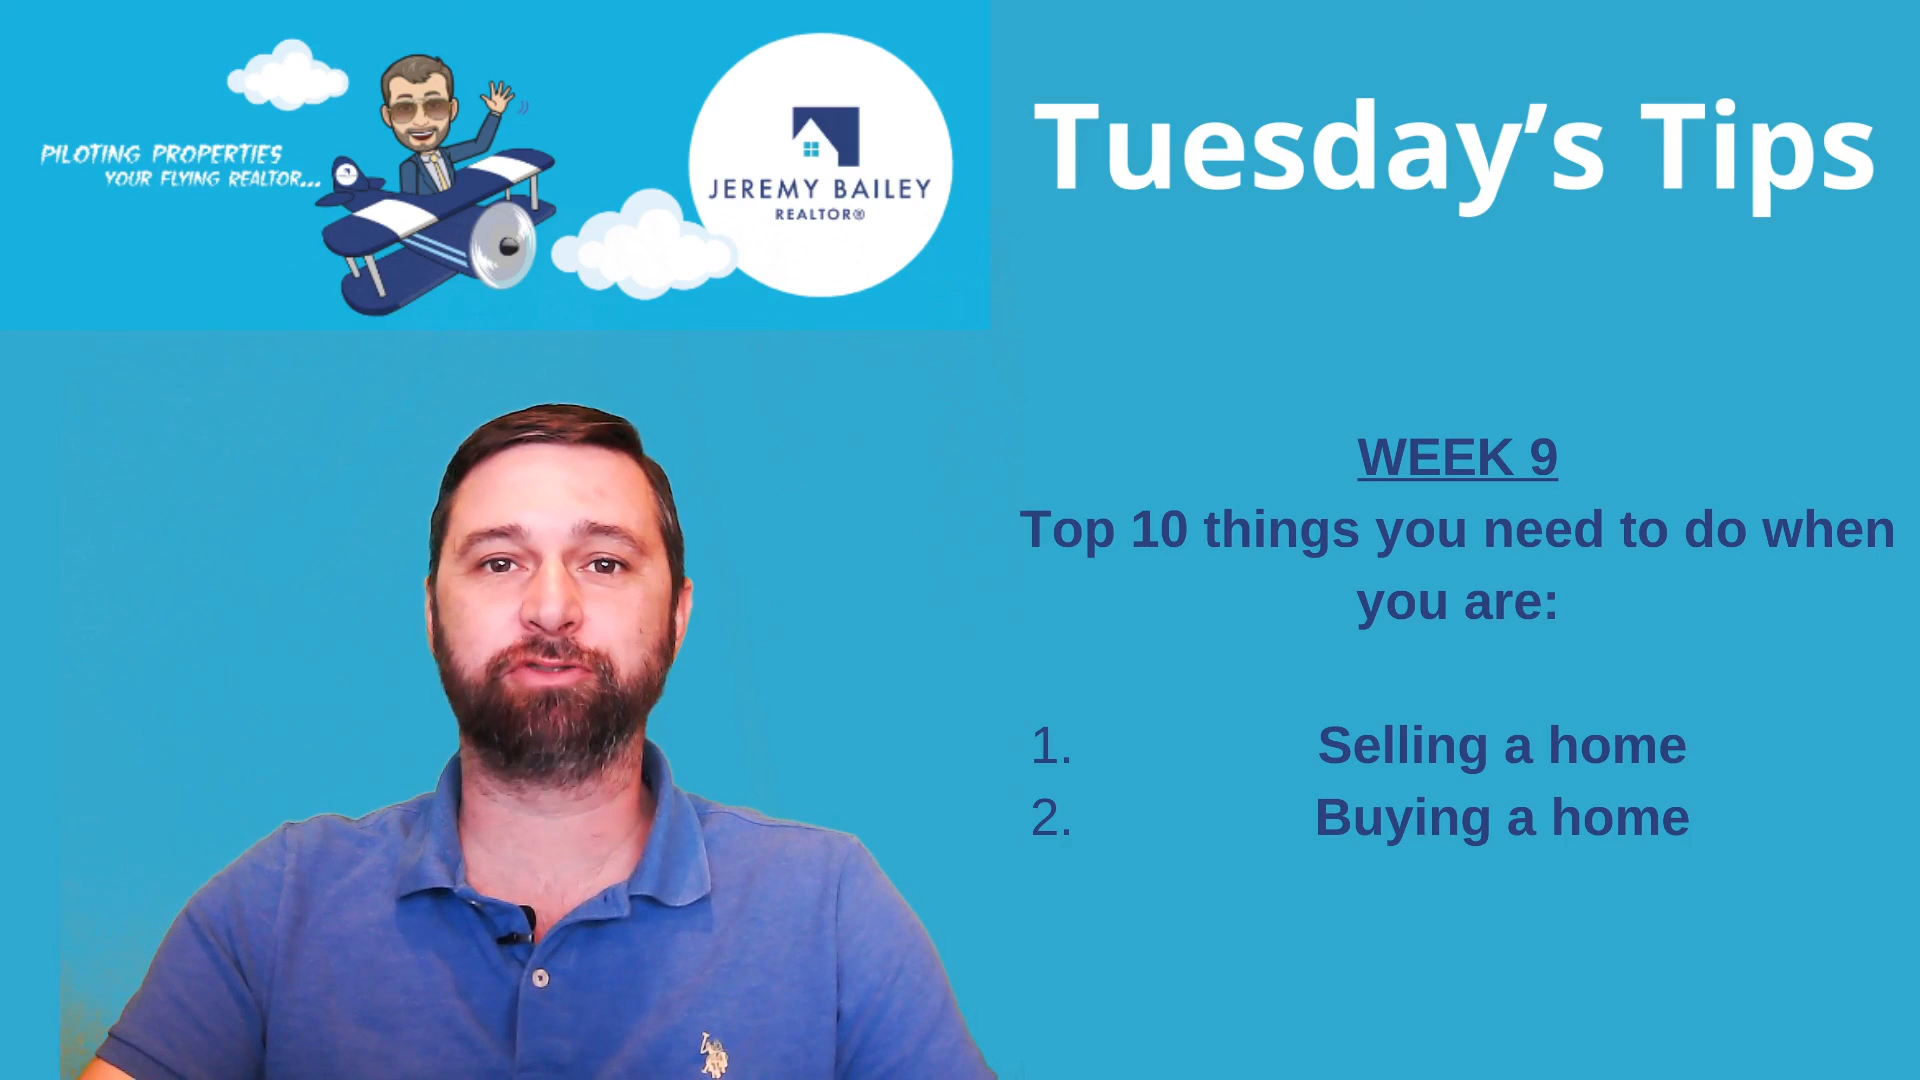 PILOTING PROPERTIES
YOUR FLYING REALTOR...
JEREMY BAILEY
REALTOR®
Tuesday’s Tips
WEEK 9
Top 10 things you need to do when
you are:
1. Selling a home
2. Buying a home